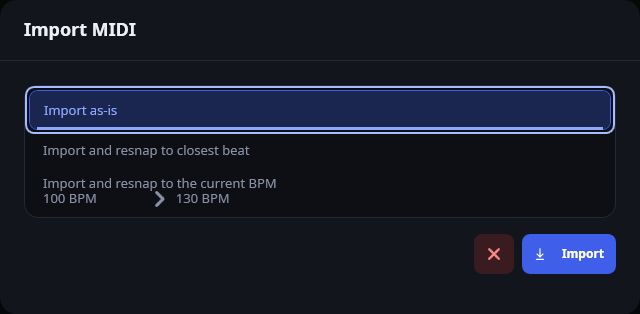 Import MIDI
Import as-is
Import and resnap to closest beat
Import and resnap to the current BPM
100 BPM 130 BPM
Import